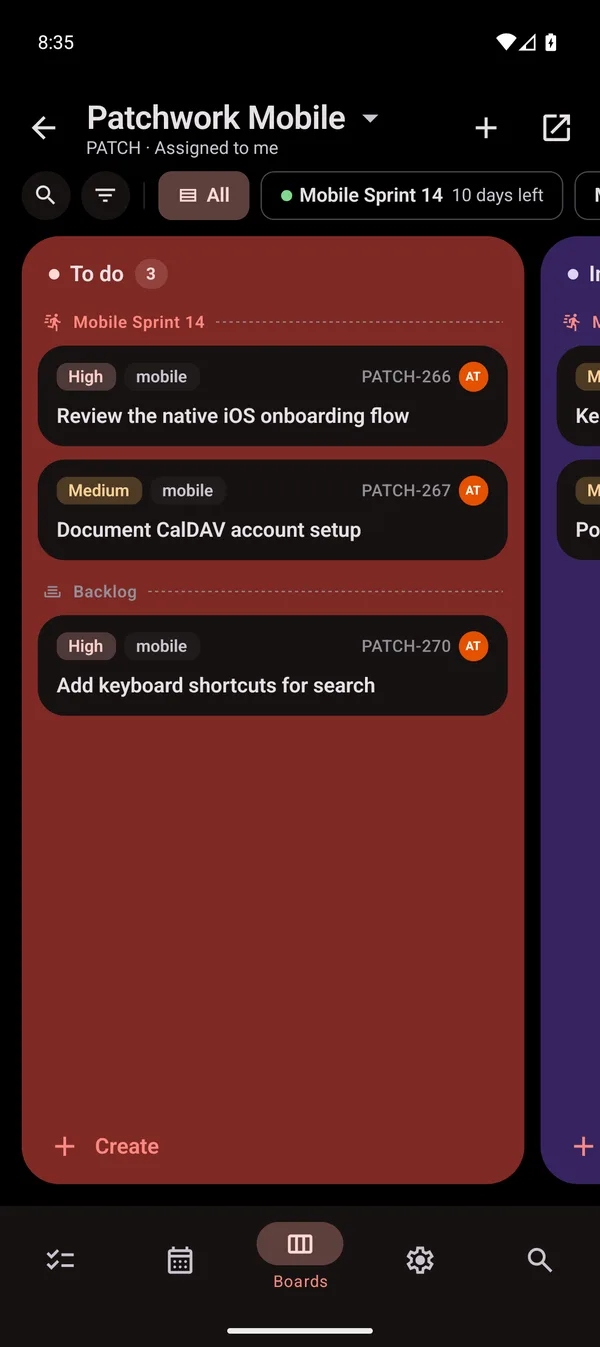 8:35
Patchwork Mobile
PATCH · Assigned to me
All
Mobile Sprint 14 10 days left
To do 3
Mobile Sprint 14
High mobile PATCH-266 AT
Review the native iOS onboarding flow
Medium mobile PATCH-267 AT
Document CalDAV account setup
Backlog
High mobile PATCH-270 AT
Add keyboard shortcuts for search
Create
Boards